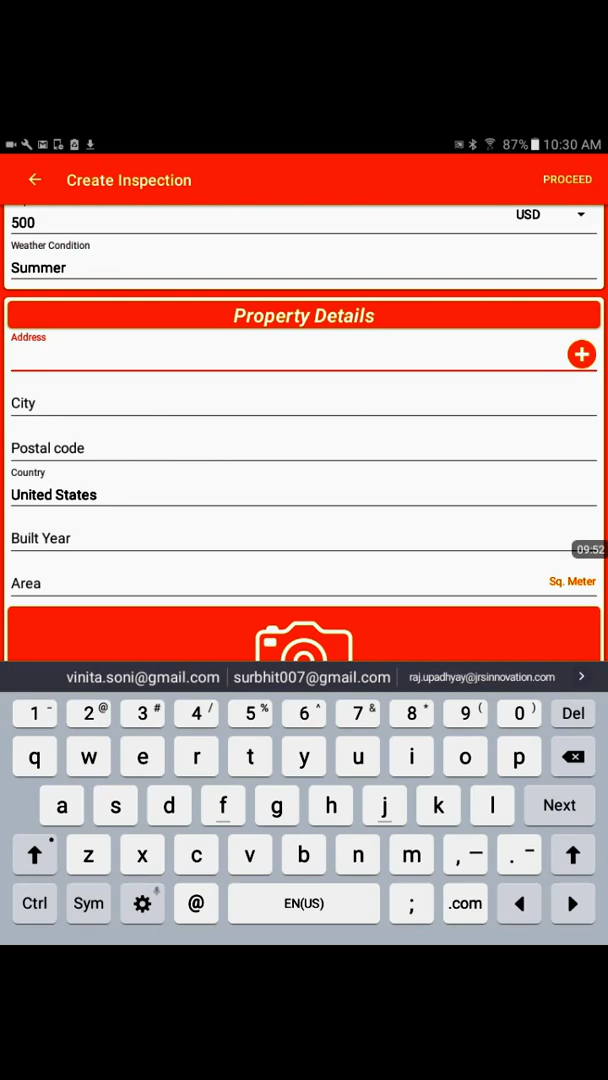 87% 10:30 AM
Create Inspection PROCEED
500 USD
Weather Condition
Summer
Property Details
Address
City
Postal code
Country
United States
Built Year
09:52
Area Sq. Meter
vinita.soni@gmail.com surbhit007@gmail.com raj.upadhyay@jrsinnovation.com
1 - 2 @ 3 # 4 / 5 % 6 ^ 7 & 8 * 9 ( 0 ) Del
q w e r t y u i o p
a s d f g h j k l Next
z x c v b n m , — . -
Ctrl Sym @ EN(US) ; .com